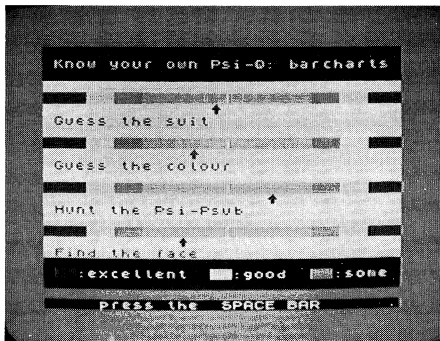 Know your own Psi-Q: barcharts
Guess the suit
Guess the colour
Hunt the Psi-Psub
Find the face
:excellent :good :some
Press the SPACE BAR